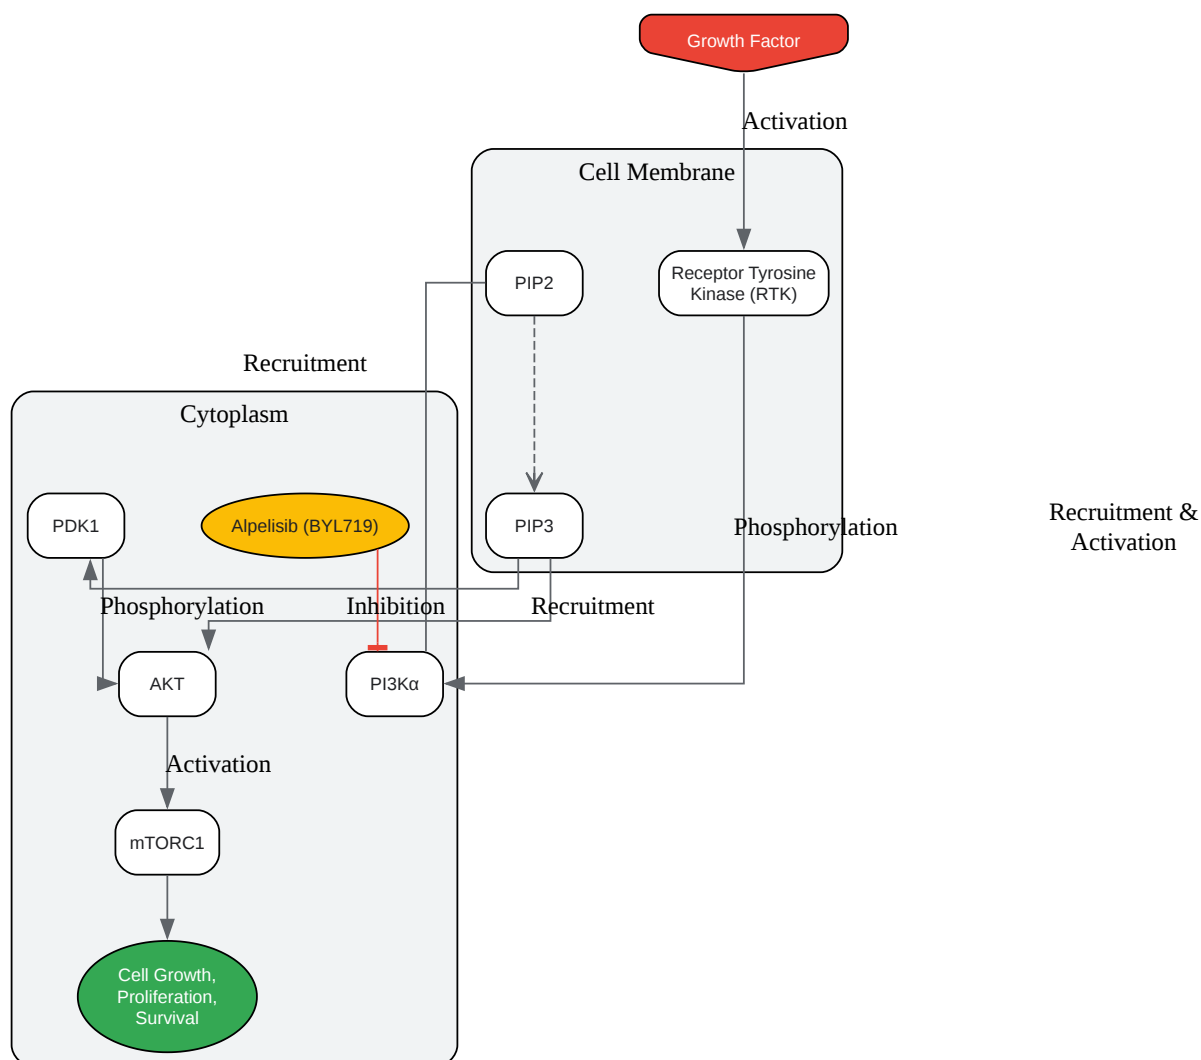 Growth Factor
Activation
Cell Membrane
PIP2
Receptor Tyrosine
Kinase (RTK)
Recruitment
Cytoplasm
PDK1
Alpelisib (BYL719)
PIP3
Phosphorylation
Recruitment &
Activation
Phosphorylation
Inhibition
Recruitment
AKT
PI3Kα
Activation
mTORC1
Cell Growth,
Proliferation,
Survival